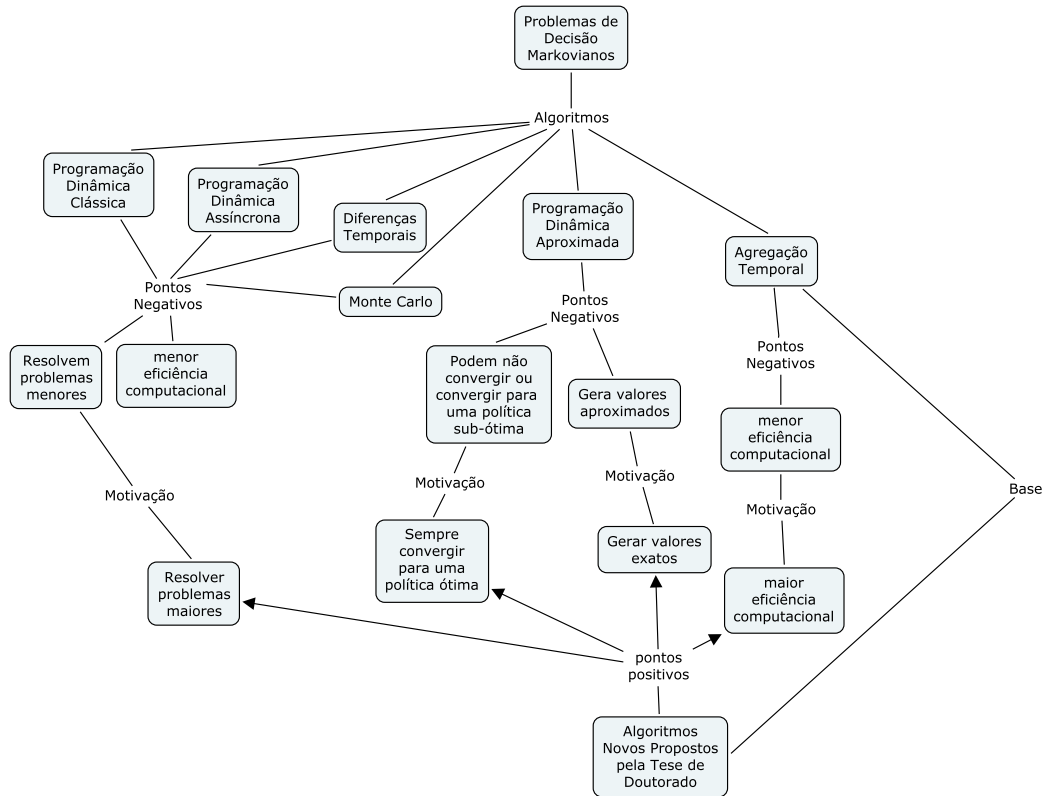 Problemas de
Decisão
Markovianos
Algoritmos
Programação
Dinâmica
Clássica
Programação
Dinâmica
Assíncrona
Diferenças
Temporais
Monte Carlo
Programação
Dinâmica
Aproximada
Agregação
Temporal
Pontos
Negativos
Pontos
Negativos
Pontos
Negativos
Resolvem
problemas
menores
menor
eficiência
computacional
Podem não
convergir ou
convergir para
uma política
sub-ótima
Gera valores
aproximados
menor
eficiência
computacional
Motivação
Motivação
Motivação
Motivação
Base
Resolver
problemas
maiores
Sempre
convergir
para uma
política ótima
Gerar valores
exatos
maior
eficiência
computacional
pontos
positivos
Algoritmos
Novos Propostos
pela Tese de
Doutorado